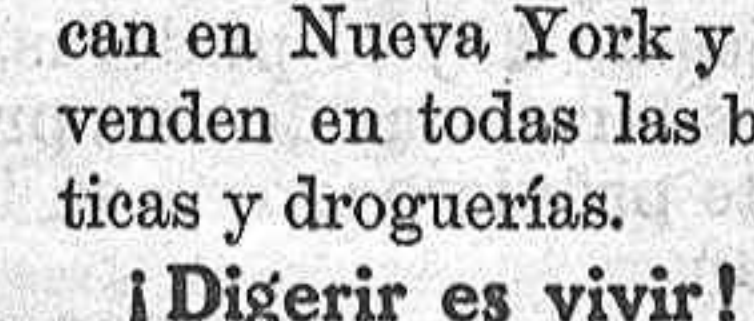 can en Nueva York y
venden en todas las b
ticas y droguerías.
¡Digerir es vivir!